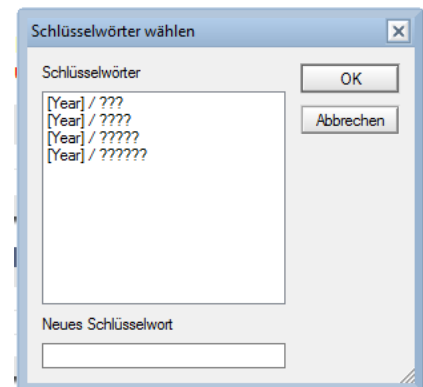 Schlüsselwörter wählen
Schlüsselwörter
OK
[Year] / ???
[Year] / ????
[Year] / ?????
[Year] / ??????
Abbrechen
Neues Schlüsselwort